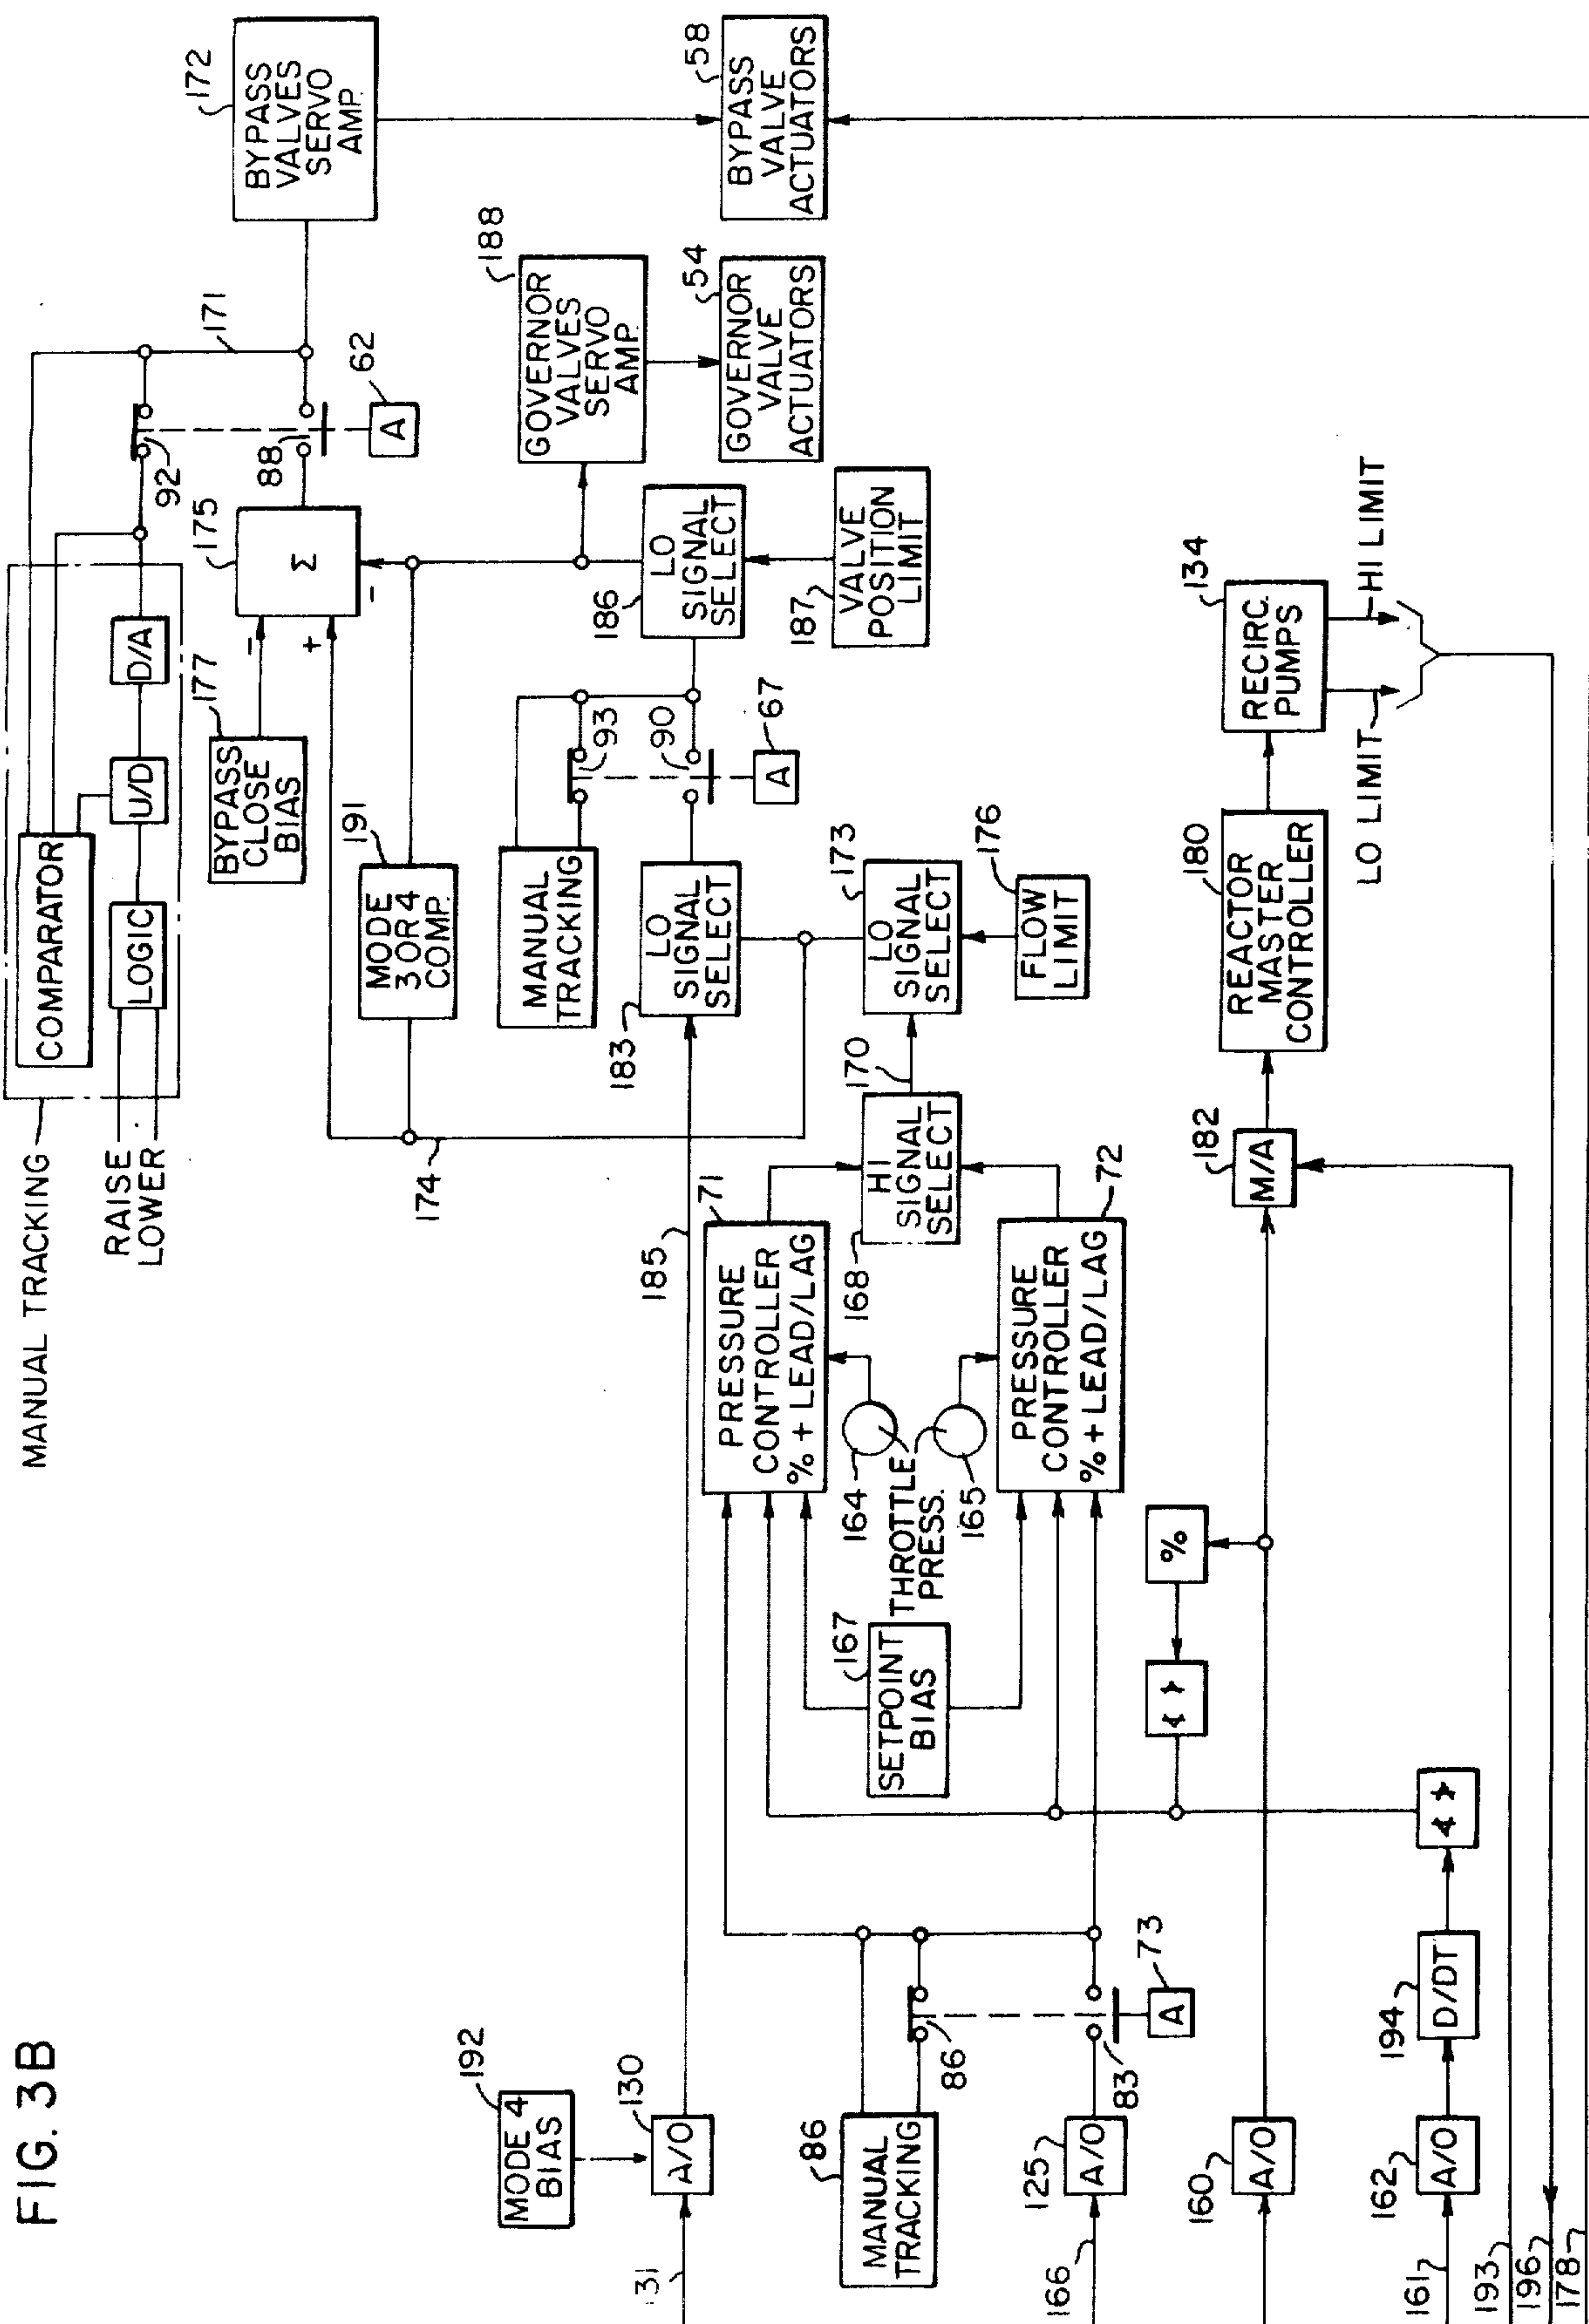 FIG. 3B
MANUAL TRACKING
RAISE
LOWER
COMPARATOR
LOGIC
U/D
D/A
177
BYPASS
CLOSE
BIAS
-
+
-
175
Σ
92
88
171
A
62
172
BYPASS
VALVES
SERVO
AMP.
58
BYPASS
VALVE
ACTUATORS
188
GOVERNOR
VALVES
SERVO
AMP.
54
GOVERNOR
VALVE
ACTUATORS
191
MODE
3 OR 4
COMP.
174
MANUAL
TRACKING
93
90
A
67
186
LO
SIGNAL
SELECT
187
VALVE
POSITION
LIMIT
183
LO
SIGNAL
SELECT
173
LO
SIGNAL
SELECT
176
FLOW
LIMIT
170
168
HI
SIGNAL
SELECT
185
71
PRESSURE
CONTROLLER
% + LEAD/LAG
72
PRESSURE
CONTROLLER
% + LEAD/LAG
164
THROTTLE
PRESS.
165
167
SETPOINT
BIAS
192
MODE 4
BIAS
130
A/O
131
86
MANUAL
TRACKING
86
83
A
73
125
A/O
166
160
A/O
%
< >
182
M/A
180
REACTOR
MASTER
CONTROLLER
134
RECIRC.
PUMPS
HI LIMIT
LO LIMIT
162
A/O
194
D/DT
< >
161
193
196
178